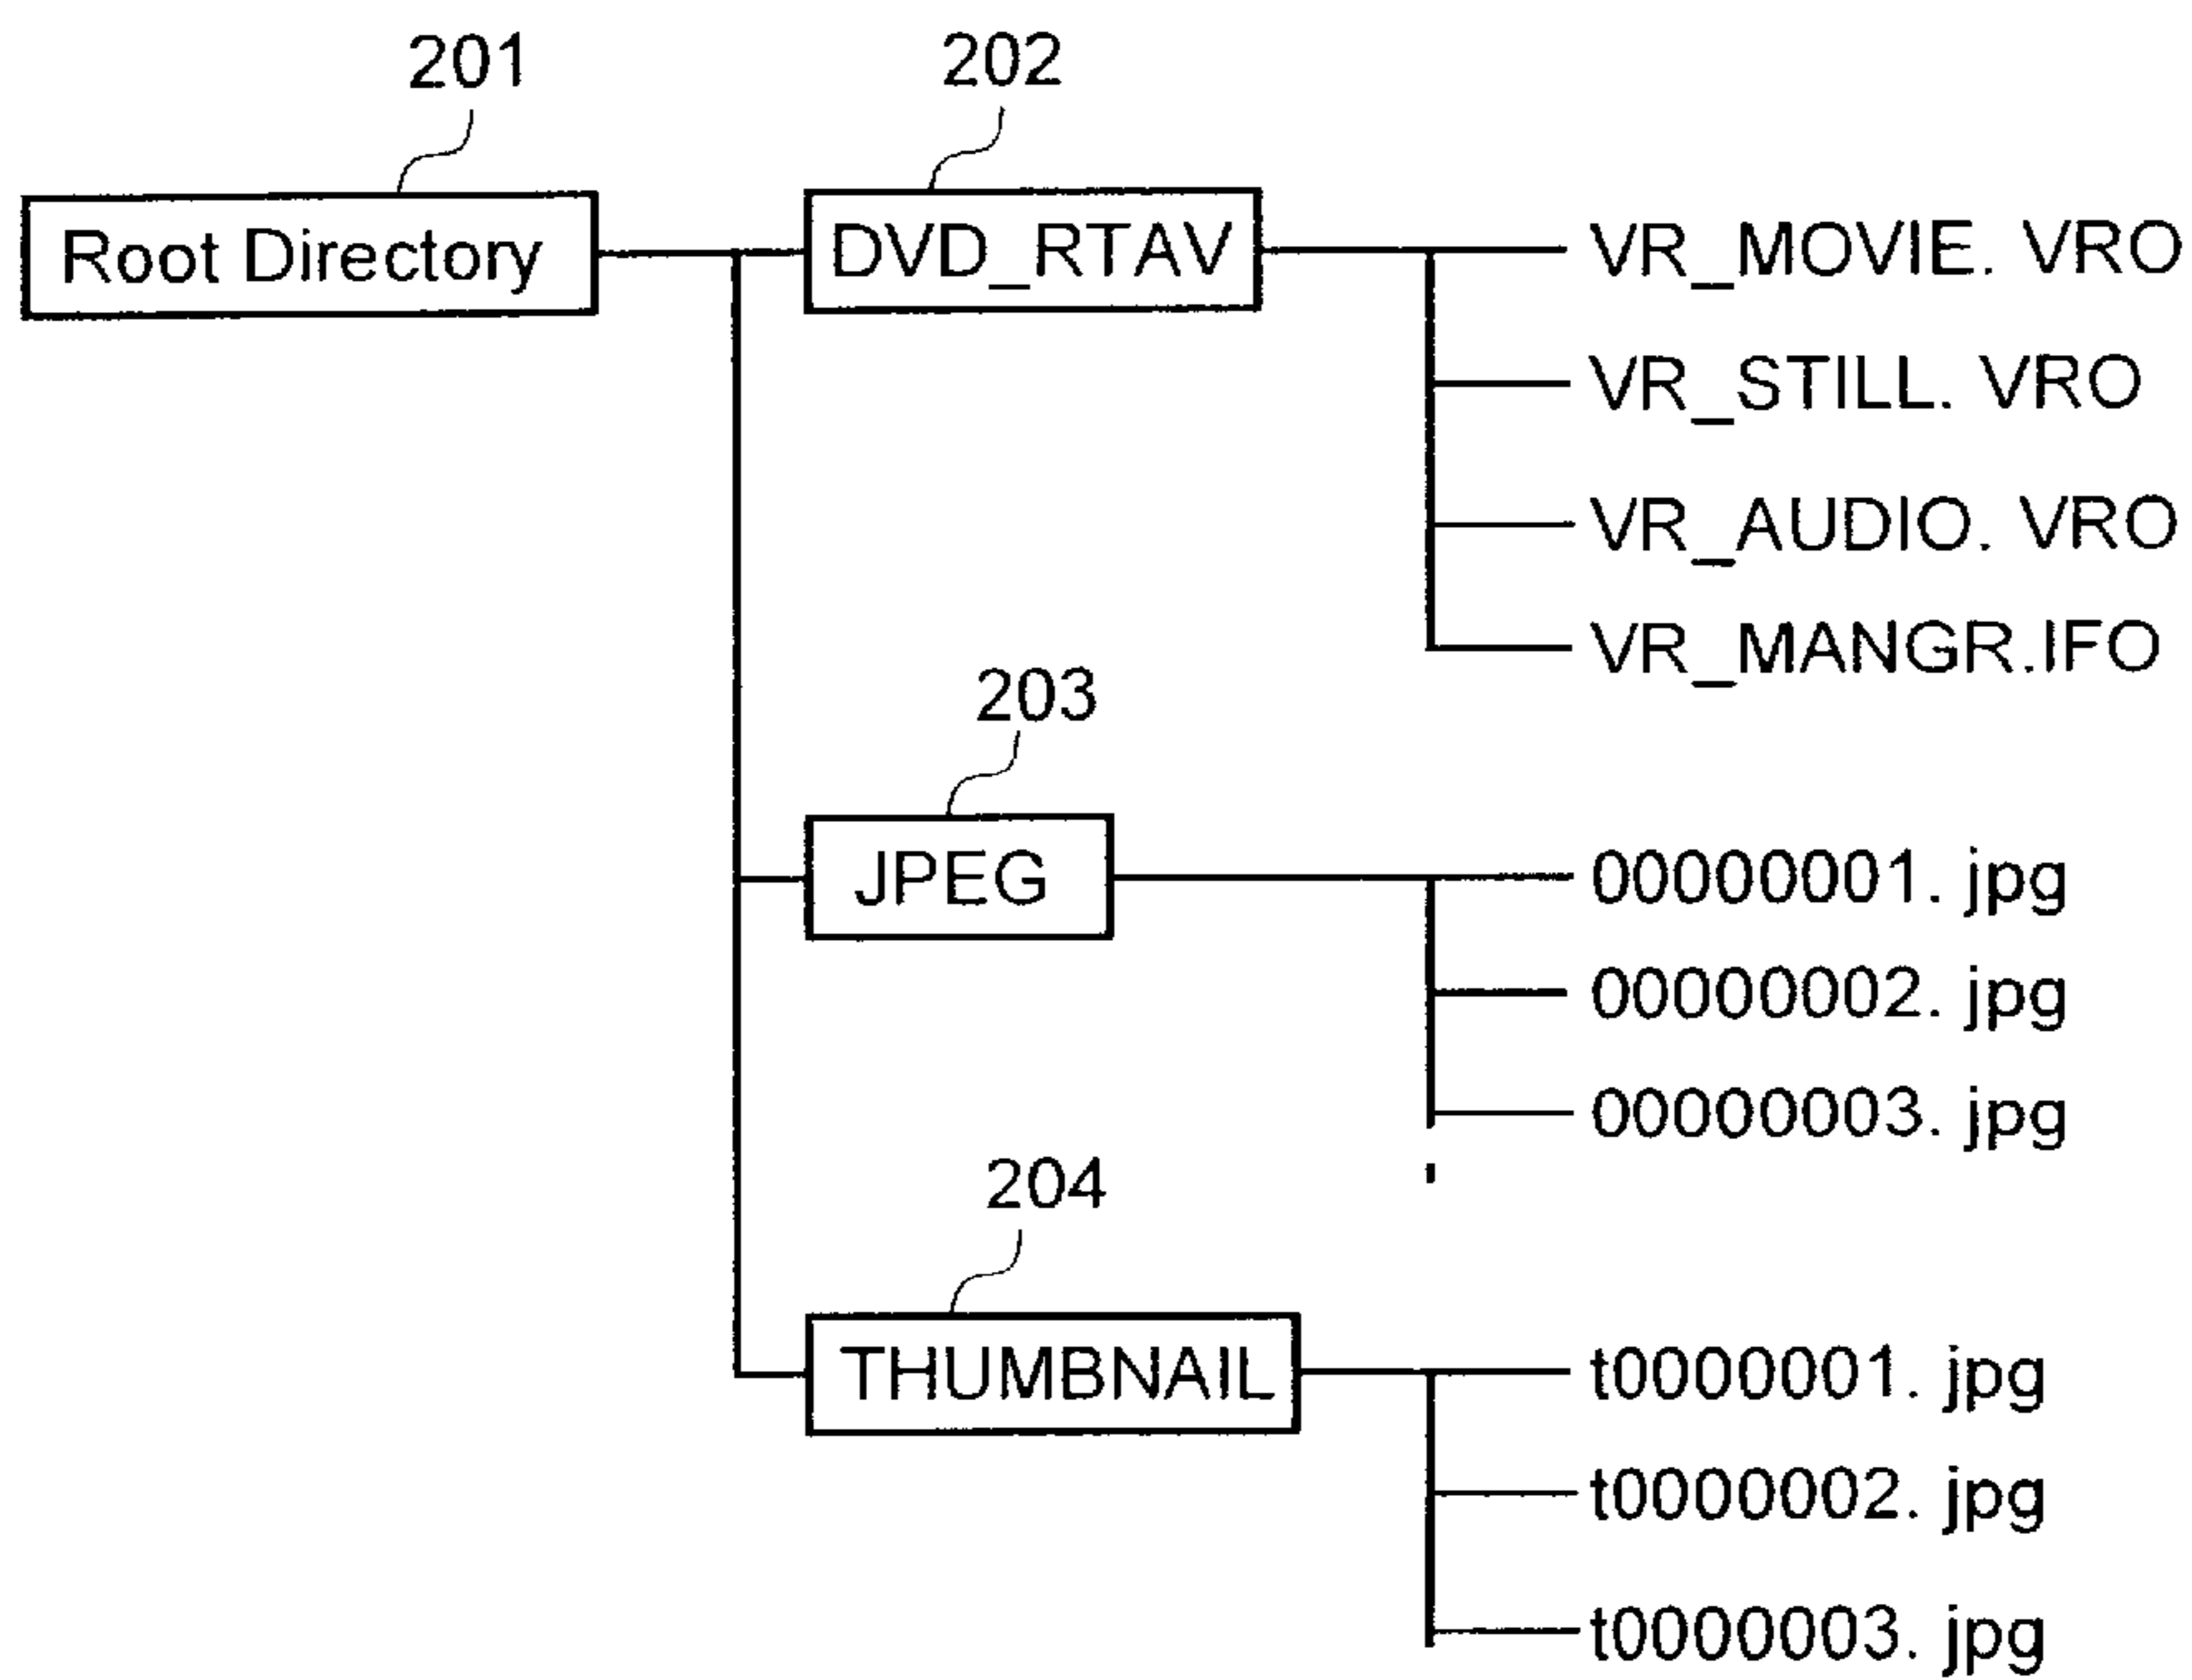 201
202
Root Directory
DVD_RTAV
VR_MOVIE. VRO
VR_STILL. VRO
VR_AUDIO. VRO
VR_MANGR.IFO
203
JPEG
00000001. jpg
00000002. jpg
00000003. jpg
204
THUMBNAIL
t0000001. jpg
t0000002. jpg
t0000003. jpg